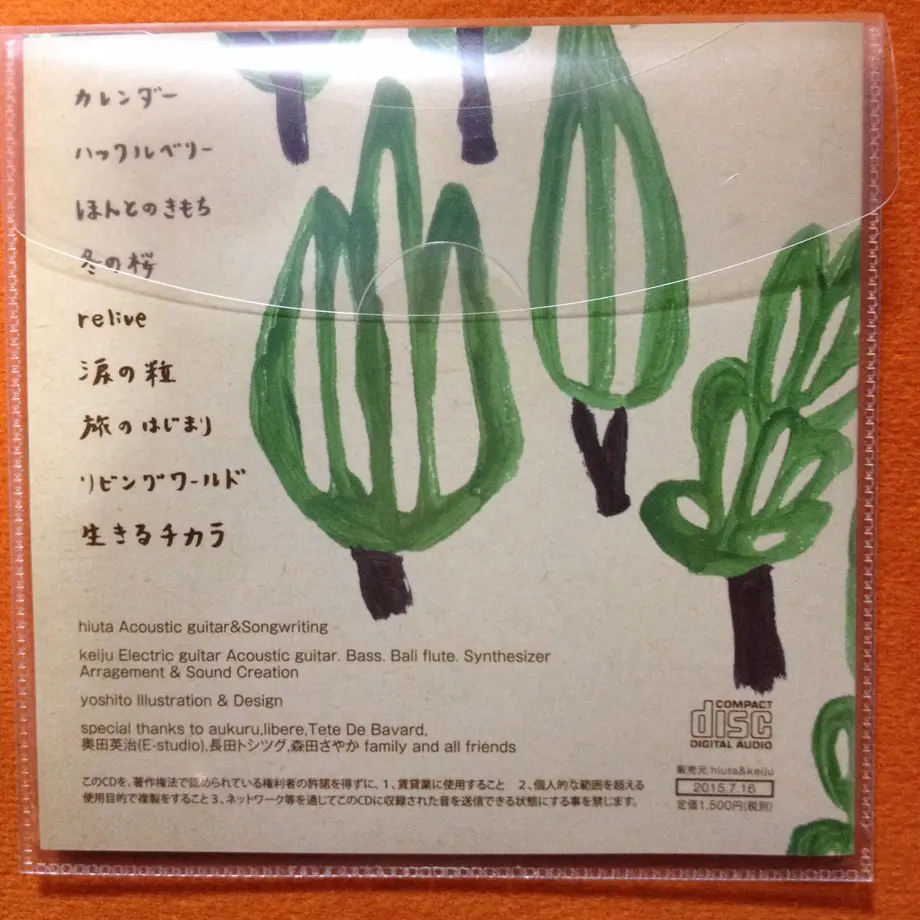 カレンダー
ハックルベリー
ほんとのきもち
冬の桜
relive
涙の粒
旅のはじまり
リビングワールド
生きるチカラ
hiuta Acoustic guitar&Songwriting
keiju Electric guitar Acoustic guitar. Bass. Bali flute. Synthesizer
Arragement & Sound Creation
yoshito Illustration & Design
special thanks to aukuru,libere,Tete De Bavard,
奥田英治(E-studio),長田トシツグ,森田さやか family and all friends
このCDを、著作権法で認められている権利者の許諾を得ずに、1、賃貸業に使用すること 2、個人的な範囲を超える
使用目的で複製をすること3、ネットワーク等を通じてこのCDに収録された音を送信できる状態にする事を禁じます。
COMPACT
disc
DIGITAL AUDIO
販売元:hiuta&keiju
2015.7.16
定価1,500円(税別)